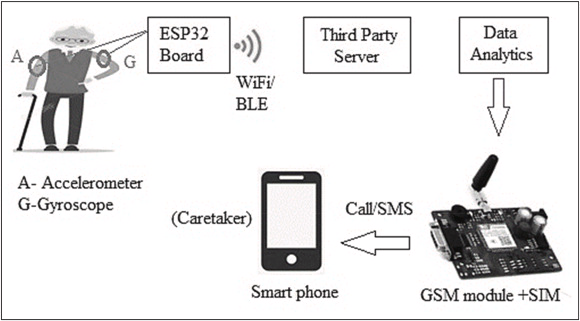 ESP32
Board
Third Party
Server
Data
Analytics
A
G
WiFi/
BLE
A- Accelerometer
G-Gyroscope
(Caretaker)
Call/SMS
Smart phone
GSM module +SIM